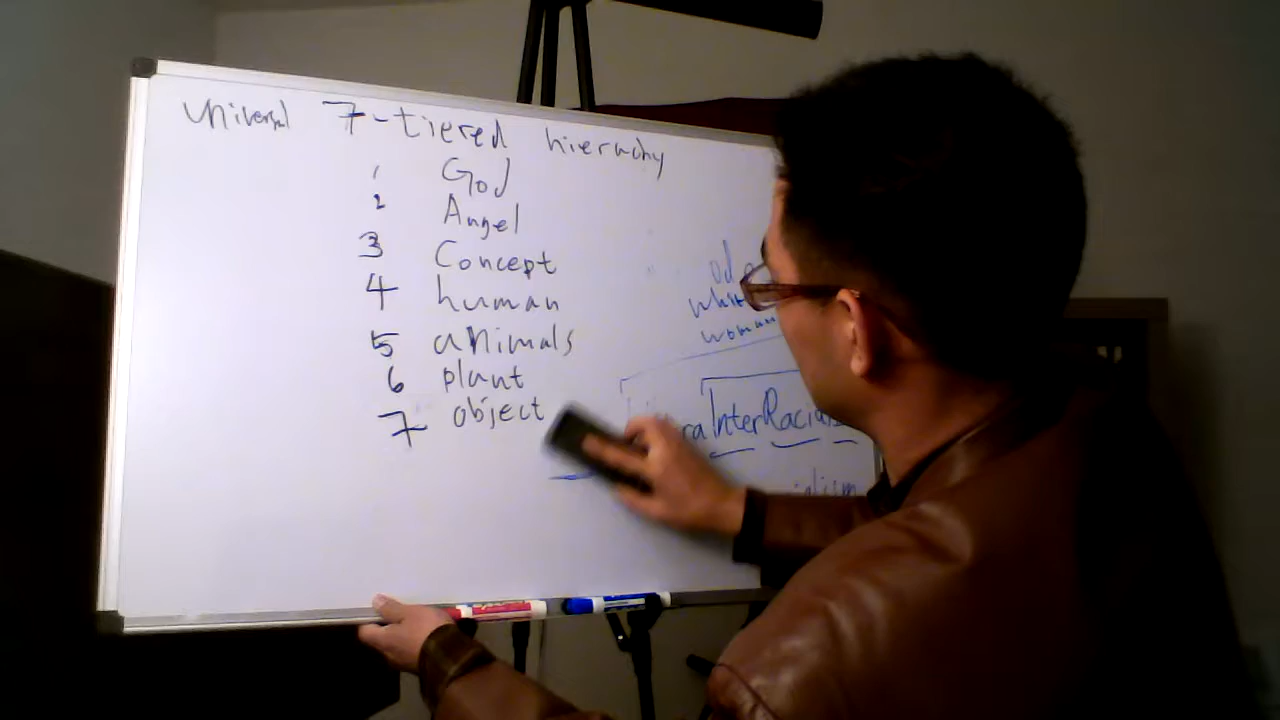 Universal 7-tiered hierachy
1 God
2 Angel
3 Concept
4 human
5 animals
6 plant
7 object
white
woman
InterRacial